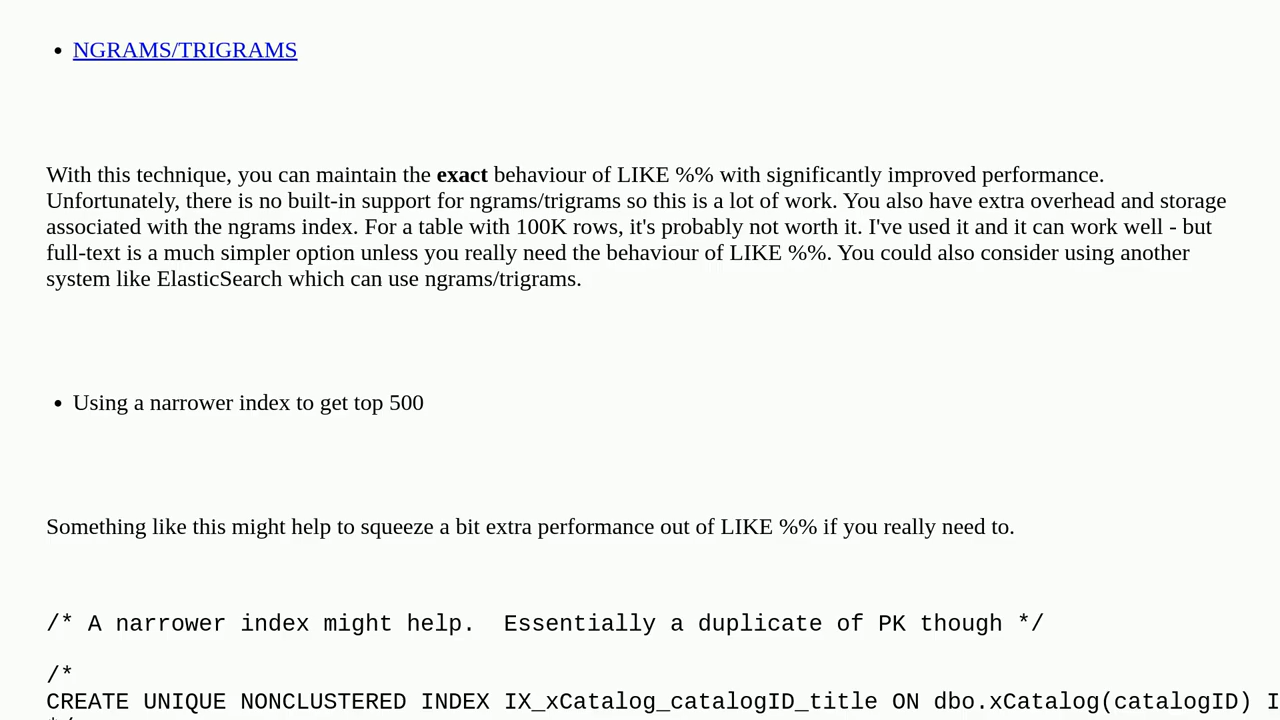 NGRAMS/TRIGRAMS
With this technique, you can maintain the exact behaviour of LIKE %% with significantly improved performance.
Unfortunately, there is no built-in support for ngrams/trigrams so this is a lot of work. You also have extra overhead and storage
associated with the ngrams index. For a table with 100K rows, it's probably not worth it. I've used it and it can work well - but
full-text is a much simpler option unless you really need the behaviour of LIKE %%. You could also consider using another
system like ElasticSearch which can use ngrams/trigrams.
Using a narrower index to get top 500
Something like this might help to squeeze a bit extra performance out of LIKE %% if you really need to.
/* A narrower index might help.  Essentially a duplicate of PK though */
/*
CREATE UNIQUE NONCLUSTERED INDEX IX_xCatalog_catalogID_title ON dbo.xCatalog(catalogID)